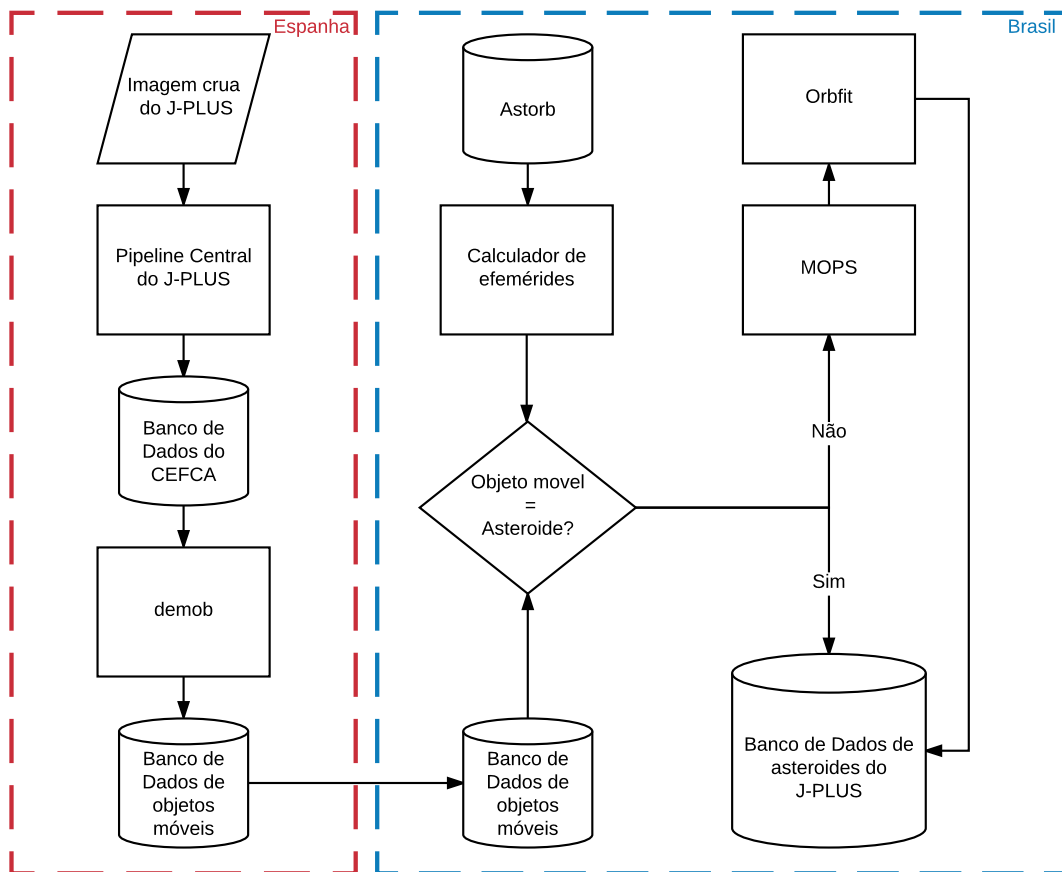 Espanha
Imagem crua
do J-PLUS
Pipeline Central
do J-PLUS
Banco de
Dados do
CEFCA
demob
Banco de
Dados de
objetos
móveis
Brasil
Astorb
Calculador de
efemérides
Objeto movel
=
Asteroide?
Banco de
Dados de
objetos
móveis
Orbfit
MOPS
Não
Sim
Banco de Dados de
asteroides do
J-PLUS